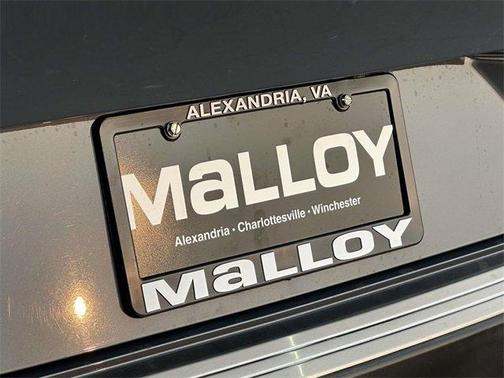 ALEXANDRIA, VA
MaLLOY
Alexandria • Charlottesville • Winchester
MaLLOY